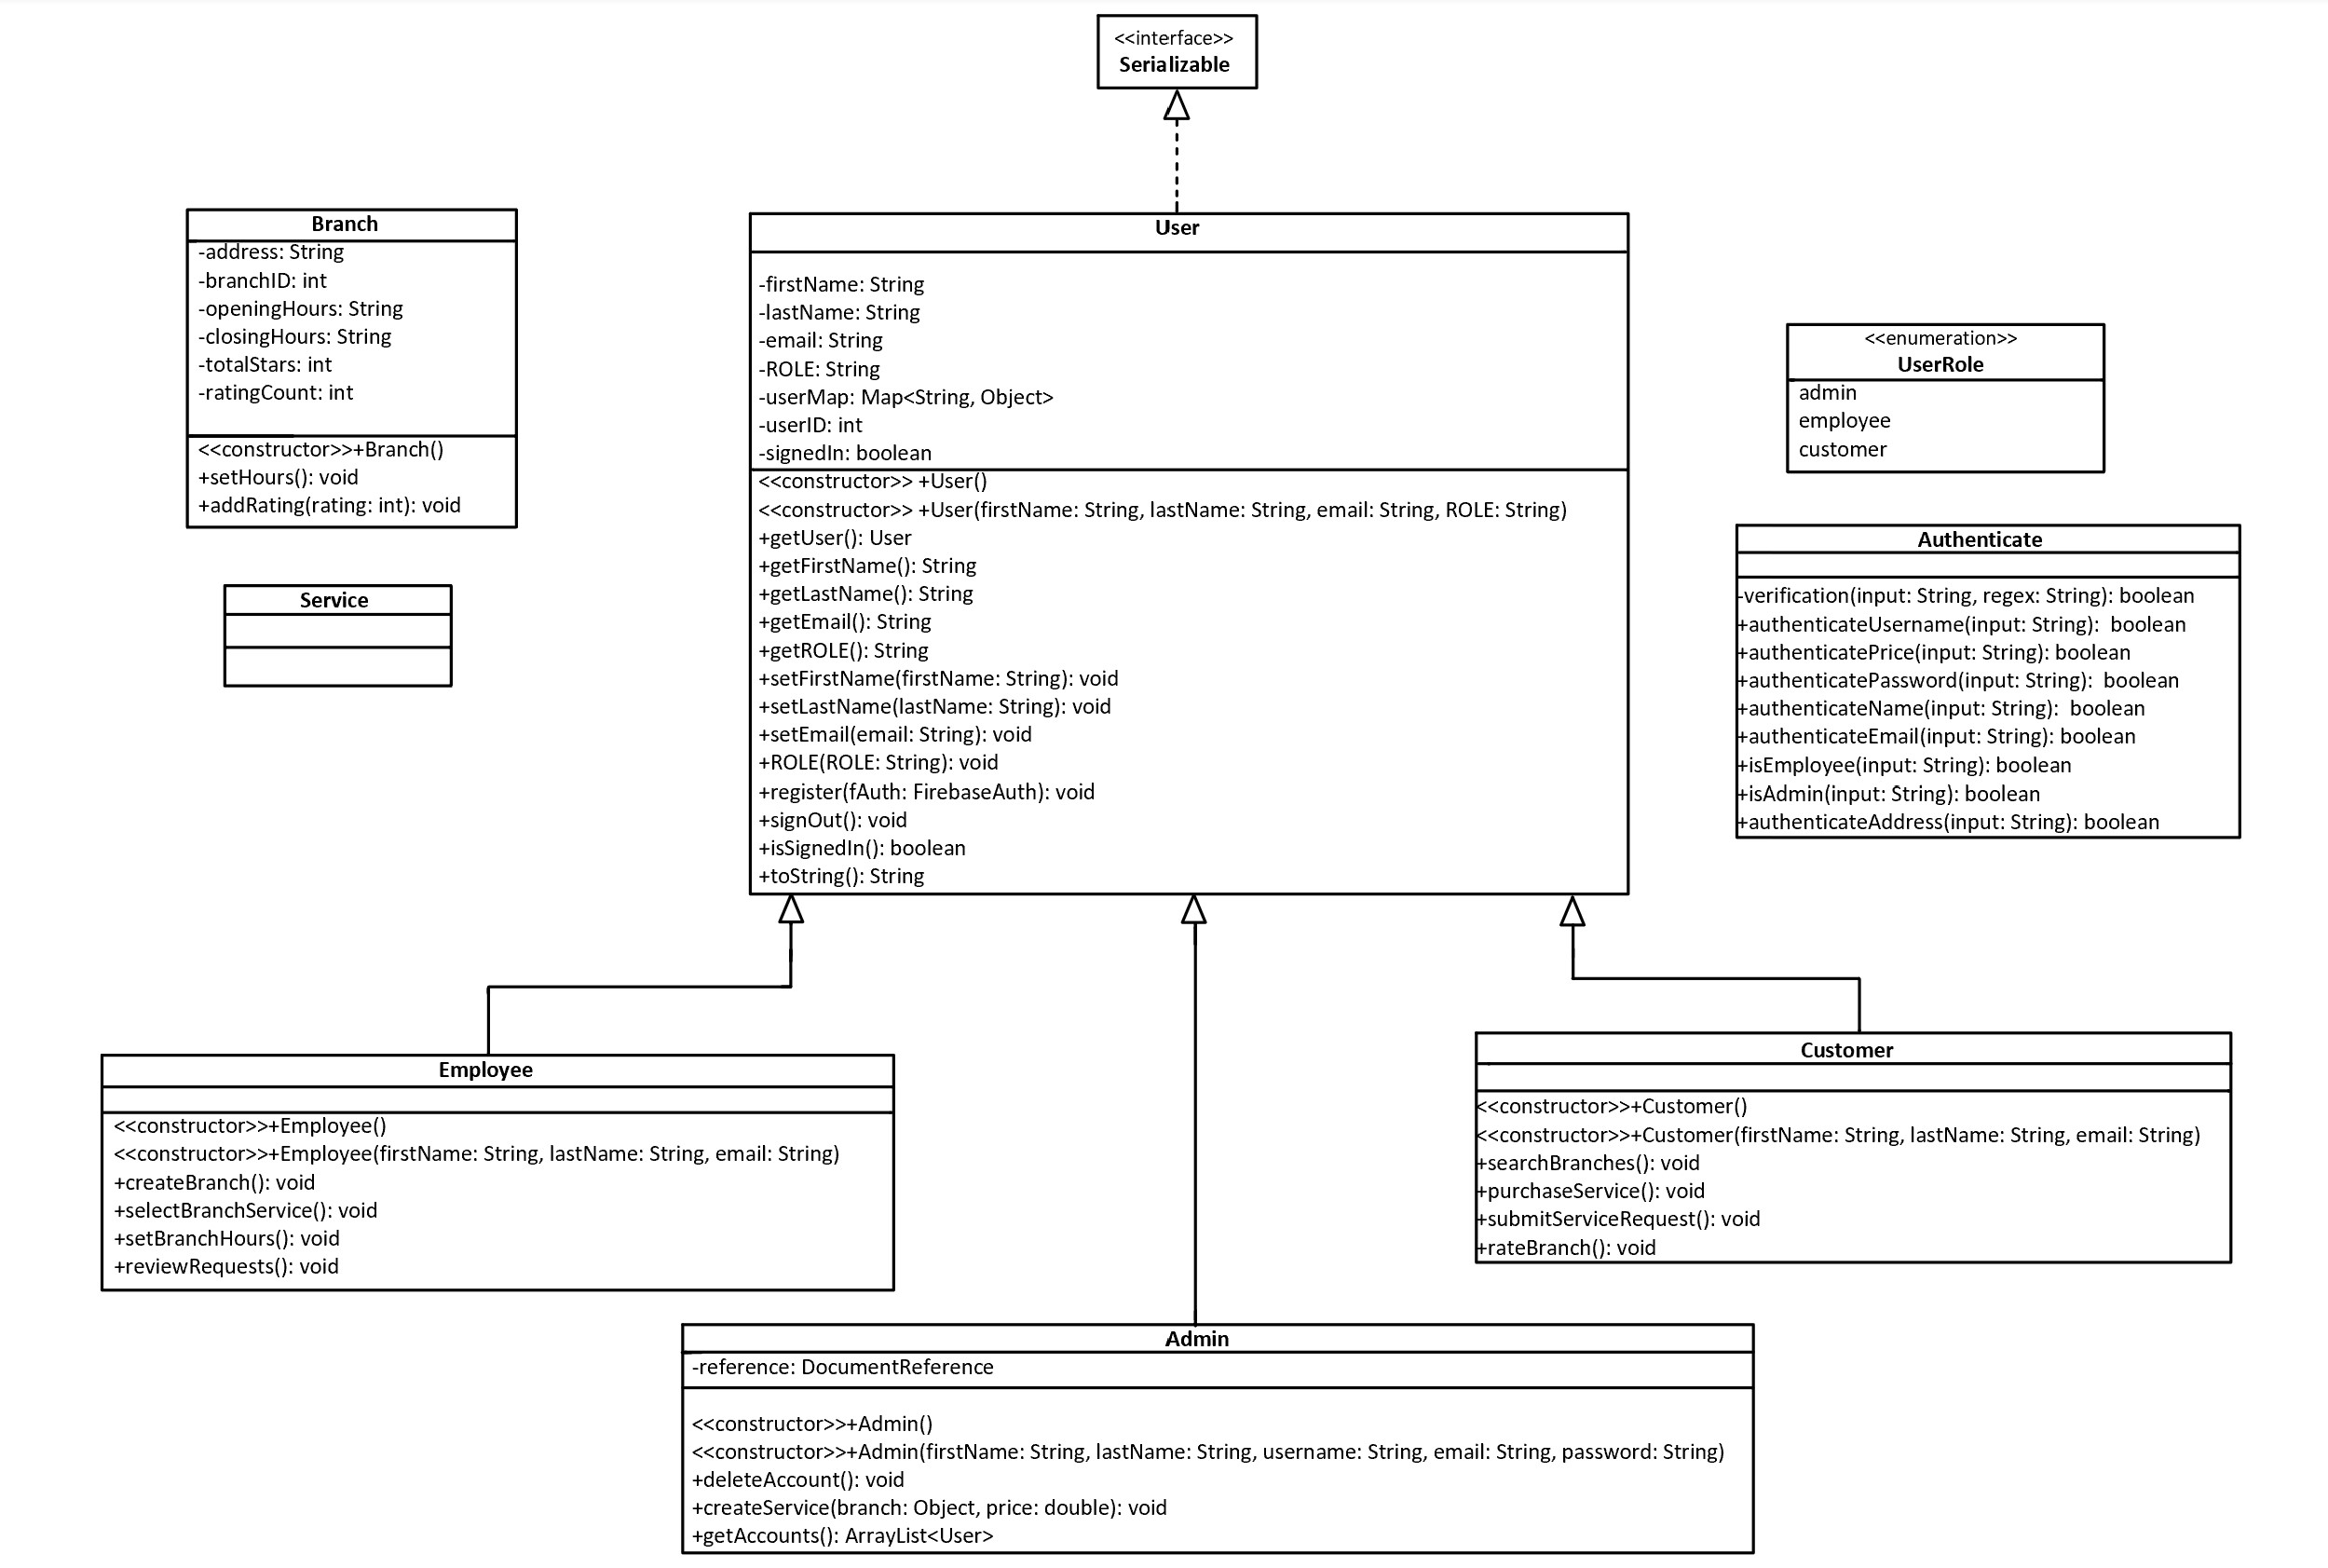 <<interface>>
Serializable
Branch
-address: String
-branchID: int
-openingHours: String
-closingHours: String
-totalStars: int
-ratingCount: int
<<constructor>>+Branch()
+setHours(): void
+addRating(rating: int): void
Service
User
-firstName: String
-lastName: String
-email: String
-ROLE: String
-userMap: Map<String, Object>
-userID: int
-signedIn: boolean
<<constructor>> +User()
<<constructor>> +User(firstName: String, lastName: String, email: String, ROLE: String)
+getUser(): User
+getFirstName(): String
+getLastName(): String
+getEmail(): String
+getROLE(): String
+setFirstName(firstName: String): void
+setLastName(lastName: String): void
+setEmail(email: String): void
+ROLE(ROLE: String): void
+register(fAuth: FirebaseAuth): void
+signOut(): void
+isSignedIn(): boolean
+toString(): String
<<enumeration>>
UserRole
admin
employee
customer
Authenticate
-verification(input: String, regex: String): boolean
+authenticateUsername(input: String):  boolean
+authenticatePrice(input: String): boolean
+authenticatePassword(input: String):  boolean
+authenticateName(input: String):  boolean
+authenticateEmail(input: String): boolean
+isEmployee(input: String): boolean
+isAdmin(input: String): boolean
+authenticateAddress(input: String): boolean
Employee
<<constructor>>+Employee()
<<constructor>>+Employee(firstName: String, lastName: String, email: String)
+createBranch(): void
+selectBranchService(): void
+setBranchHours(): void
+reviewRequests(): void
Customer
<<constructor>>+Customer()
<<constructor>>+Customer(firstName: String, lastName: String, email: String)
+searchBranches(): void
+purchaseService(): void
+submitServiceRequest(): void
+rateBranch(): void
Admin
-reference: DocumentReference
<<constructor>>+Admin()
<<constructor>>+Admin(firstName: String, lastName: String, username: String, email: String, password: String)
+deleteAccount(): void
+createService(branch: Object, price: double): void
+getAccounts(): ArrayList<User>